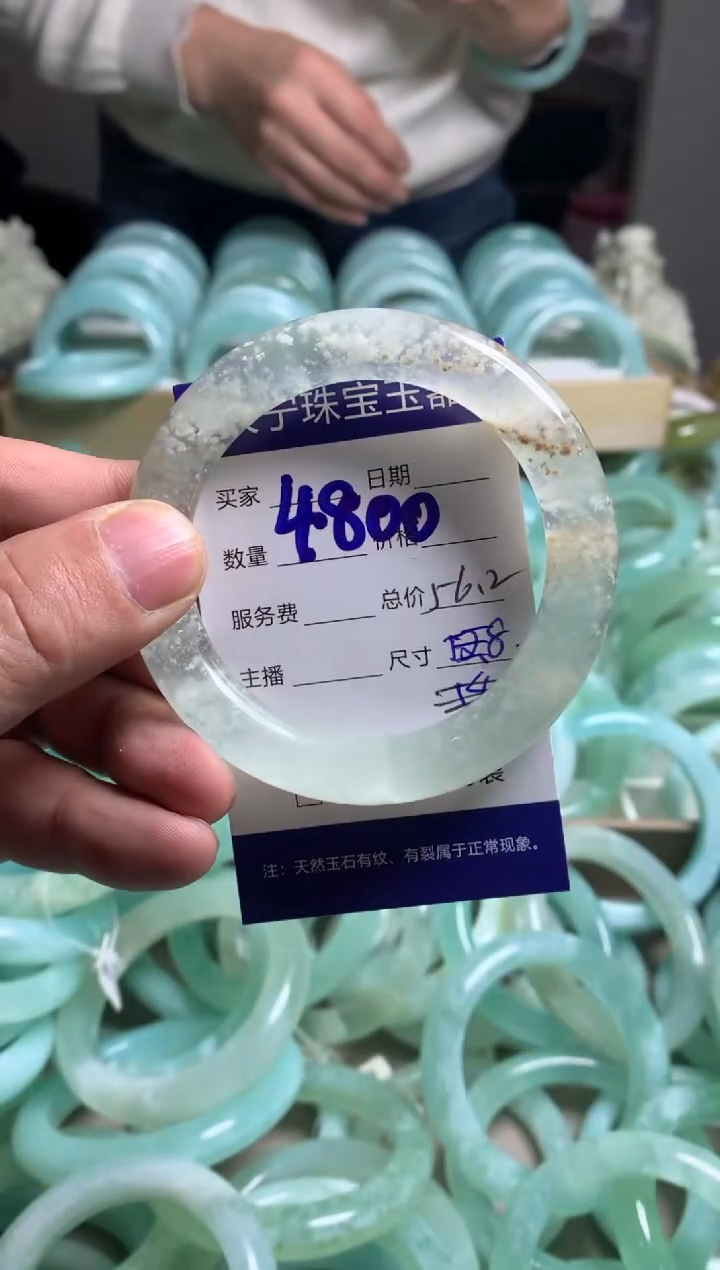 宁珠宝玉器
买家 日期
4800
数量 价格
服务费 总价 56.2
主播 尺寸
装
注：天然玉石有纹、有裂属于正常现象。